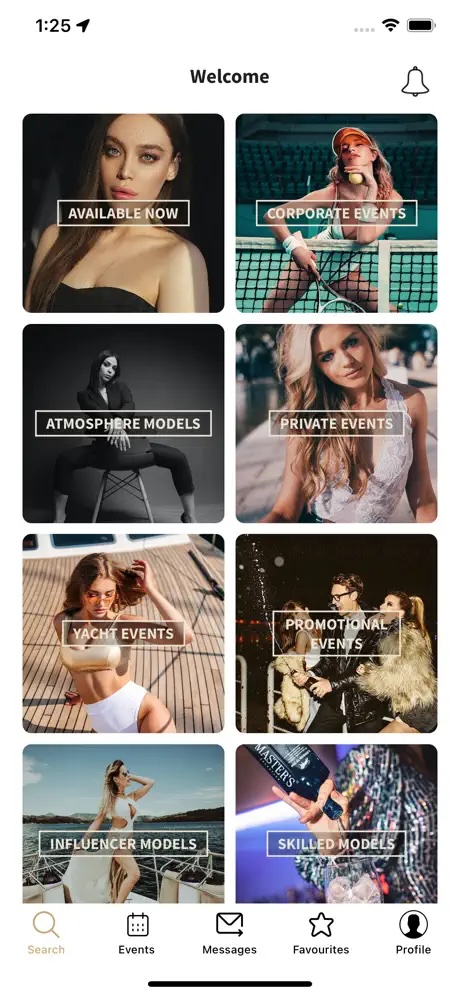 1:25
Welcome
AVAILABLE NOW
CORPORATE EVENTS
ATMOSPHERE MODELS
PRIVATE EVENTS
YACHT EVENTS
PROMOTIONAL
EVENTS
MASTER'S
INFLUENCER MODELS
SKILLED MODELS
Search
Events
Messages
Favourites
Profile